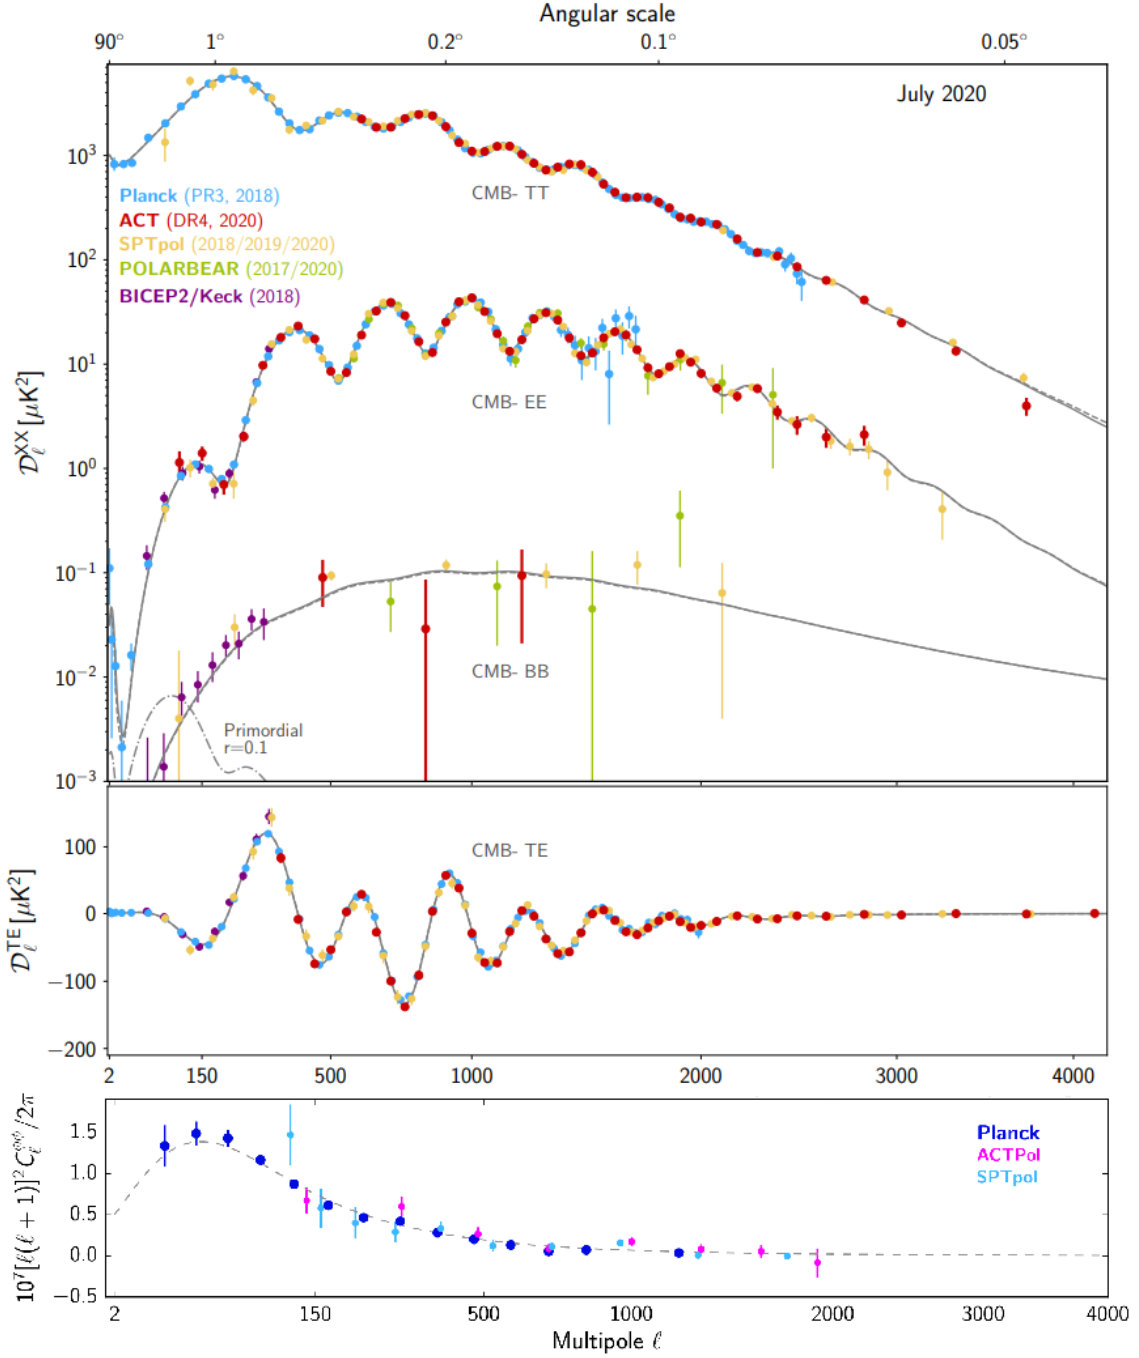 Angular scale
90° 1° 0.2° 0.1° 0.05°
July 2020
10³
CMB- TT
Planck (PR3, 2018)
ACT (DR4, 2020)
SPTpol (2018/2019/2020)
POLARBEAR (2017/2020)
BICEP2/Keck (2018)
10²
10¹
CMB- EE
𝒟ℓ^XX [μK²]
10⁰
10⁻¹
CMB- BB
10⁻²
Primordial
r=0.1
10⁻³
CMB- TE
100
0
𝒟ℓ^TE [μK²]
−100
−200
2 150 500 1000 2000 3000 4000
Planck
ACTPol
SPTpol
1.5
1.0
0.5
0.0
−0.5
10⁷[ℓ(ℓ + 1)]²Cℓ^ϕϕ/2π
2 150 500 1000 2000 3000 4000
Multipole ℓ